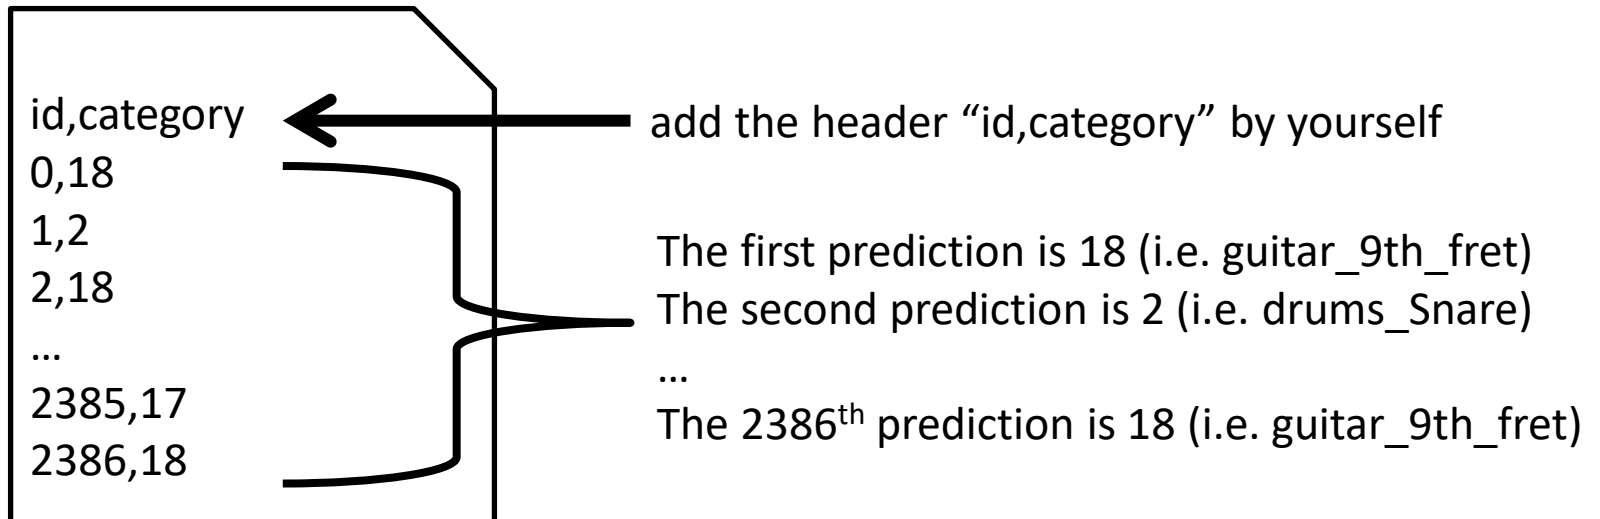 id,category
0,18
1,2
2,18
…
2385,17
2386,18
add the header “id,category” by yourself
The first prediction is 18 (i.e. guitar_9th_fret)
The second prediction is 2 (i.e. drums_Snare)
…
The 2386th prediction is 18 (i.e. guitar_9th_fret)